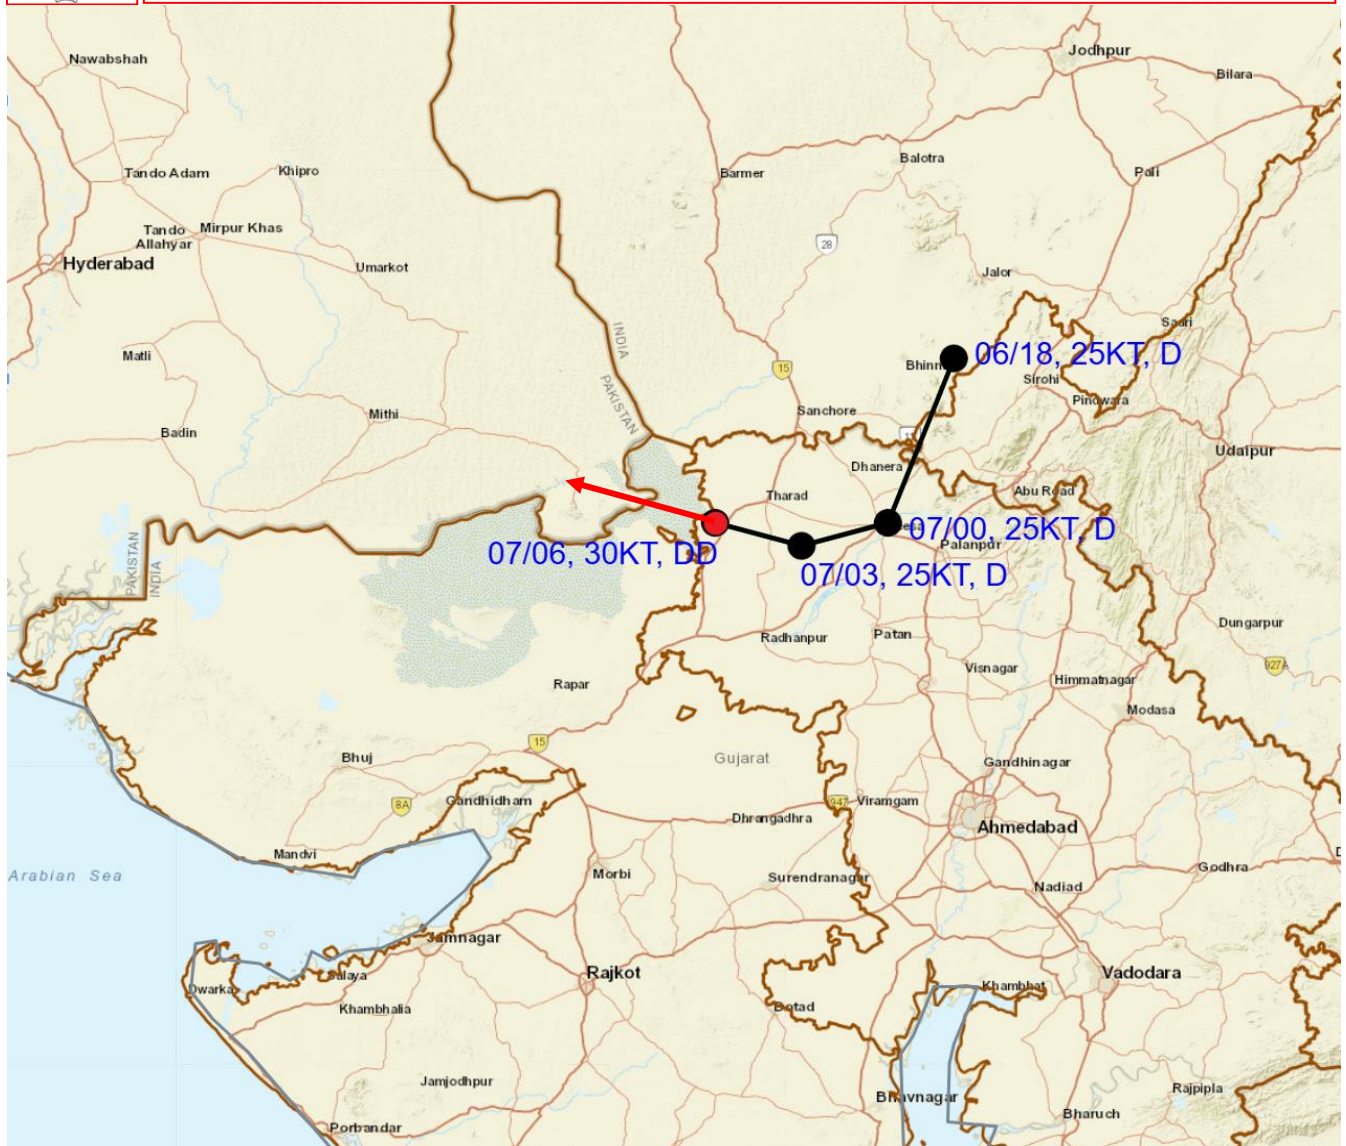 Jodhpur
Nawabshah
Bilara
Balotra
Tando Adam
Khipro
Barmer
Pali
Tando
Allahyar
Mirpur Khas
28
Hyderabad
Umarkot
Jalor
INDIA
PAKISTAN
Matli
15
06/18, 25KT, D
Sirohi
Pindwara
Mithi
Sanchore
Badin
Udaipur
Dhanera
Abu Road
Tharad
07/00, 25KT, D
Palanpur
07/06, 30KT, DD
07/03, 25KT, D
PAKISTAN
INDIA
Dungarpur
Radhanpur
Patan
927A
Visnagar
Himmatnagar
Rapar
Modasa
Bhuj
15
Gujarat
Gandhinagar
8A
Gandhidham
947
Viramgam
Dhrangadhra
Ahmedabad
Mandvi
Arabian Sea
Morbi
Surendranagar
Godhra
Nadiad
Jamnagar
Salaya
Rajkot
Vadodara
Dwarka
Khambhat
Khambhalia
Jamjodhpur
Rajpipla
Bhavnagar
Bharuch
Porbandar